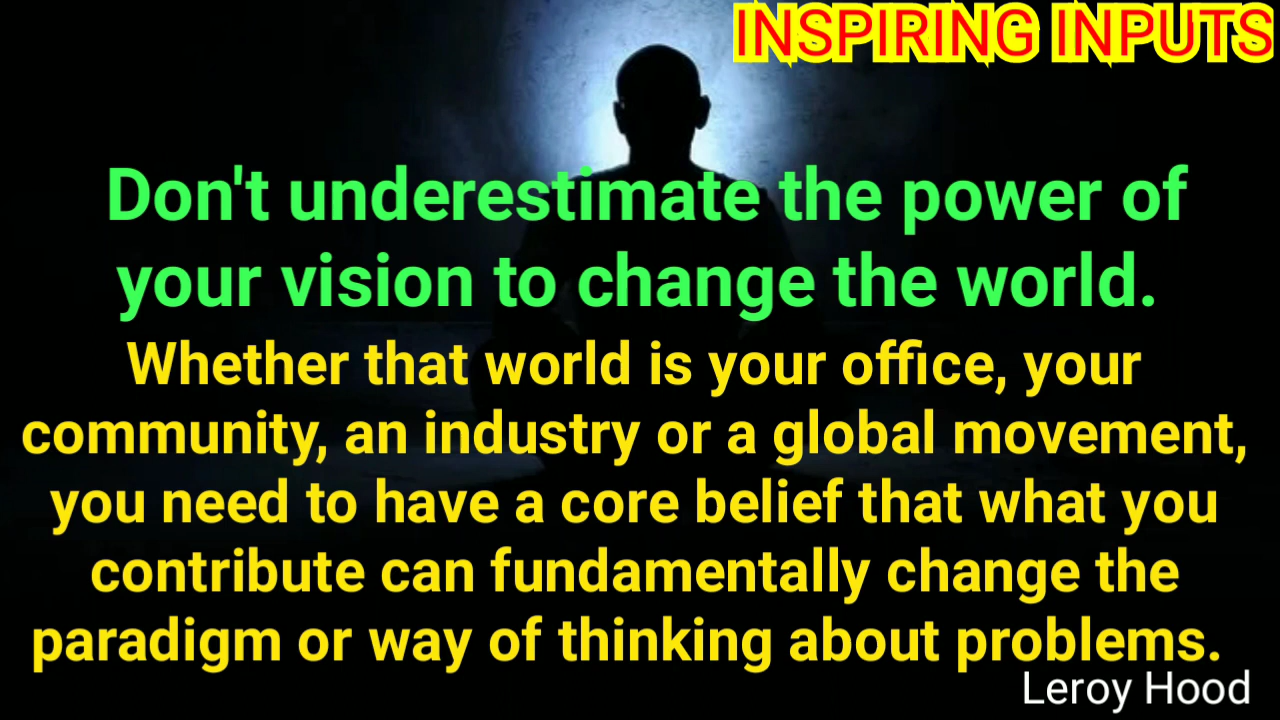 INSPIRING INPUTS
Don't underestimate the power of
your vision to change the world.
Whether that world is your office, your
community, an industry or a global movement,
you need to have a core belief that what you
contribute can fundamentally change the
paradigm or way of thinking about problems.
Leroy Hood